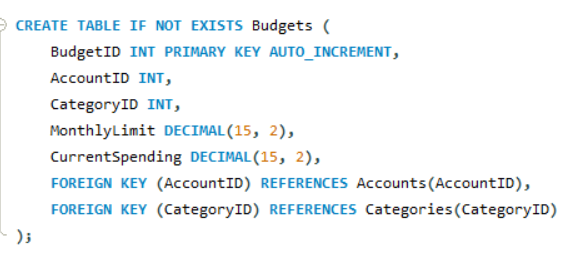 CREATE TABLE IF NOT EXISTS Budgets (
    BudgetID INT PRIMARY KEY AUTO_INCREMENT,
    AccountID INT,
    CategoryID INT,
    MonthlyLimit DECIMAL(15, 2),
    CurrentSpending DECIMAL(15, 2),
    FOREIGN KEY (AccountID) REFERENCES Accounts(AccountID),
    FOREIGN KEY (CategoryID) REFERENCES Categories(CategoryID)
);